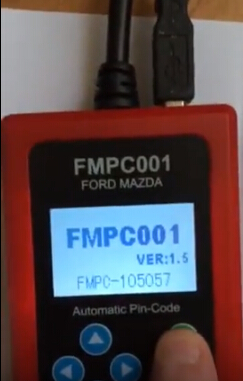 FMPC001
FORD MAZDA
FMPC001
VER:1.5
FMPC-105057
Automatic Pin-Code